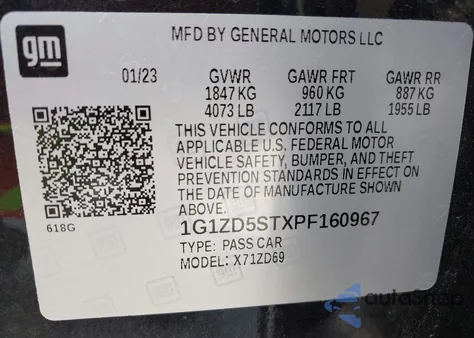 gm
MFD BY GENERAL MOTORS LLC
01/23 GVWR GAWR FRT GAWR RR
1847 KG 960 KG 887 KG
4073 LB 2117 LB 1955 LB
THIS VEHICLE CONFORMS TO ALL
APPLICABLE U.S. FEDERAL MOTOR
VEHICLE SAFETY, BUMPER, AND THEFT
PREVENTION STANDARDS IN EFFECT ON
THE DATE OF MANUFACTURE SHOWN
ABOVE.
618G
1G1ZD5STXPF160967
TYPE: PASS CAR
MODEL: X71ZD69
autoShep